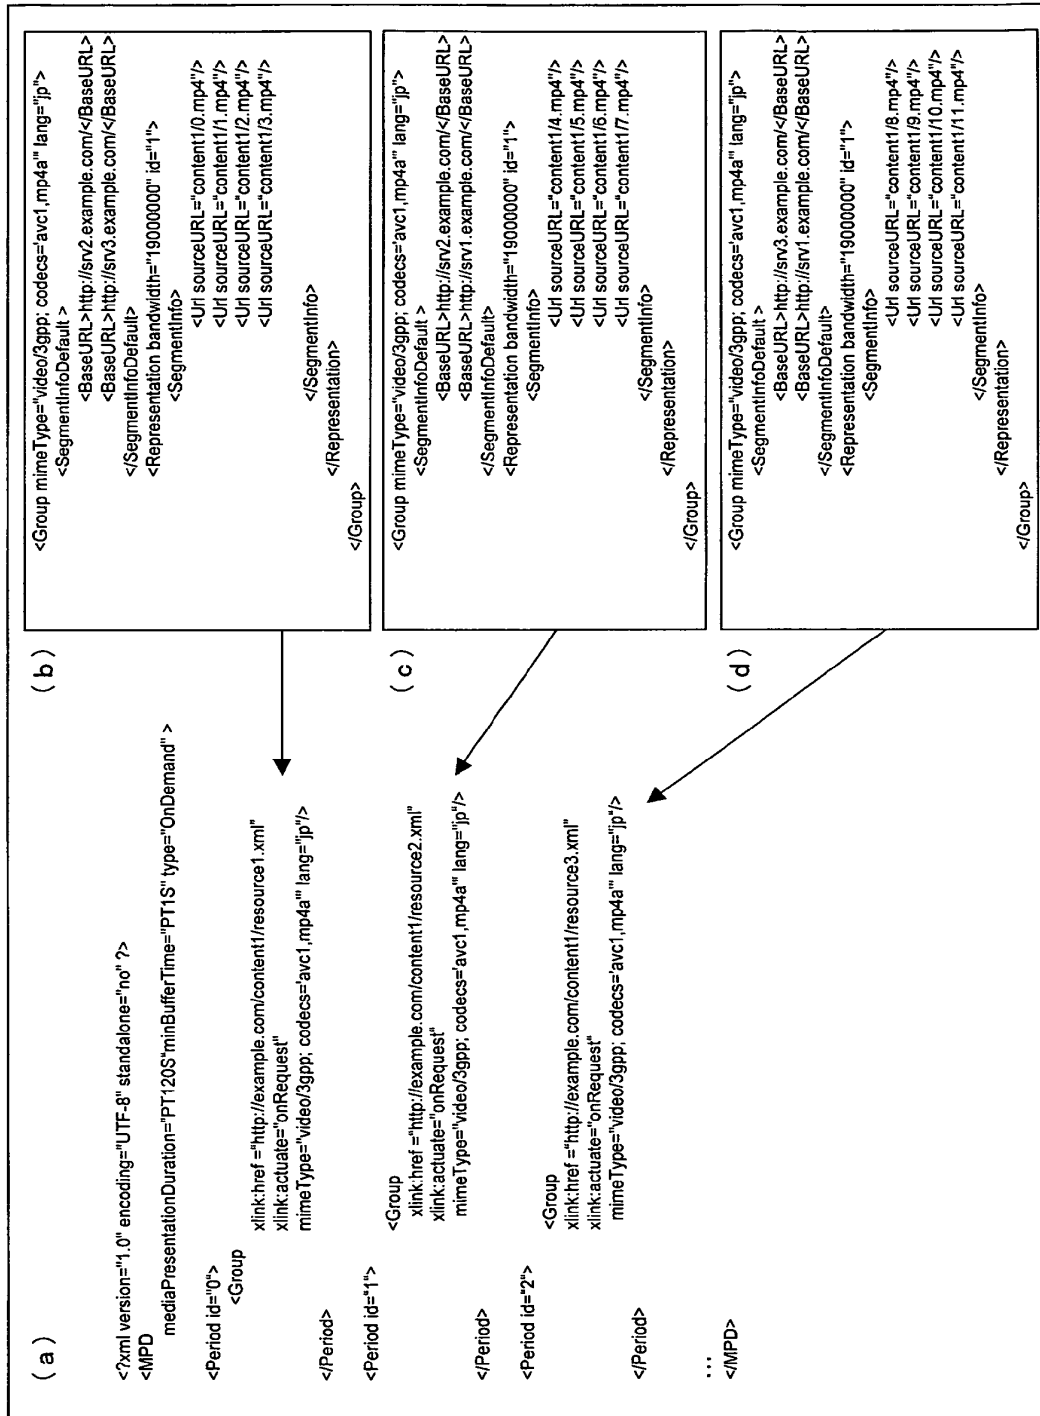 (a)
<?xml version="1.0" encoding="UTF-8" standalone="no" ?>
<MPD
mediaPresentationDuration="PT120S"minBufferTime="PT1S" type="OnDemand" >
<Period id="0">
<Group
xlink:href ="http://example.com/content1/resource1.xml"
xlink:actuate="onRequest"
mimeType="video/3gpp; codecs='avc1,mp4a'" lang="jp"/>
</Period>
<Period id="1">
<Group
xlink:href ="http://example.com/content1/resource2.xml"
xlink:actuate="onRequest"
mimeType="video/3gpp; codecs='avc1,mp4a'" lang="jp"/>
</Period>
<Period id="2">
<Group
xlink:href ="http://example.com/content1/resource3.xml"
xlink:actuate="onRequest"
mimeType="video/3gpp; codecs='avc1,mp4a'" lang="jp"/>
</Period>
...
</MPD>
(b)
<Group mimeType="video/3gpp; codecs='avc1,mp4a'" lang="jp">
<SegmentInfoDefault >
<BaseURL>http://srv2.example.com/</BaseURL>
<BaseURL>http://srv3.example.com/</BaseURL>
</SegmentInfoDefault>
<Representation bandwidth="19000000" id="1">
<SegmentInfo>
<Url sourceURL="content1/0.mp4"/>
<Url sourceURL="content1/1.mp4"/>
<Url sourceURL="content1/2.mp4"/>
<Url sourceURL="content1/3.mp4"/>
</SegmentInfo>
</Representation>
</Group>
(c)
<Group mimeType="video/3gpp; codecs='avc1,mp4a'" lang="jp">
<SegmentInfoDefault >
<BaseURL>http://srv2.example.com/</BaseURL>
<BaseURL>http://srv1.example.com/</BaseURL>
</SegmentInfoDefault>
<Representation bandwidth="19000000" id="1">
<SegmentInfo>
<Url sourceURL="content1/4.mp4"/>
<Url sourceURL="content1/5.mp4"/>
<Url sourceURL="content1/6.mp4"/>
<Url sourceURL="content1/7.mp4"/>
</SegmentInfo>
</Representation>
</Group>
(d)
<Group mimeType="video/3gpp; codecs='avc1,mp4a'" lang="jp">
<SegmentInfoDefault >
<BaseURL>http://srv3.example.com/</BaseURL>
<BaseURL>http://srv1.example.com/</BaseURL>
</SegmentInfoDefault>
<Representation bandwidth="19000000" id="1">
<SegmentInfo>
<Url sourceURL="content1/8.mp4"/>
<Url sourceURL="content1/9.mp4"/>
<Url sourceURL="content1/10.mp4"/>
<Url sourceURL="content1/11.mp4"/>
</SegmentInfo>
</Representation>
</Group>